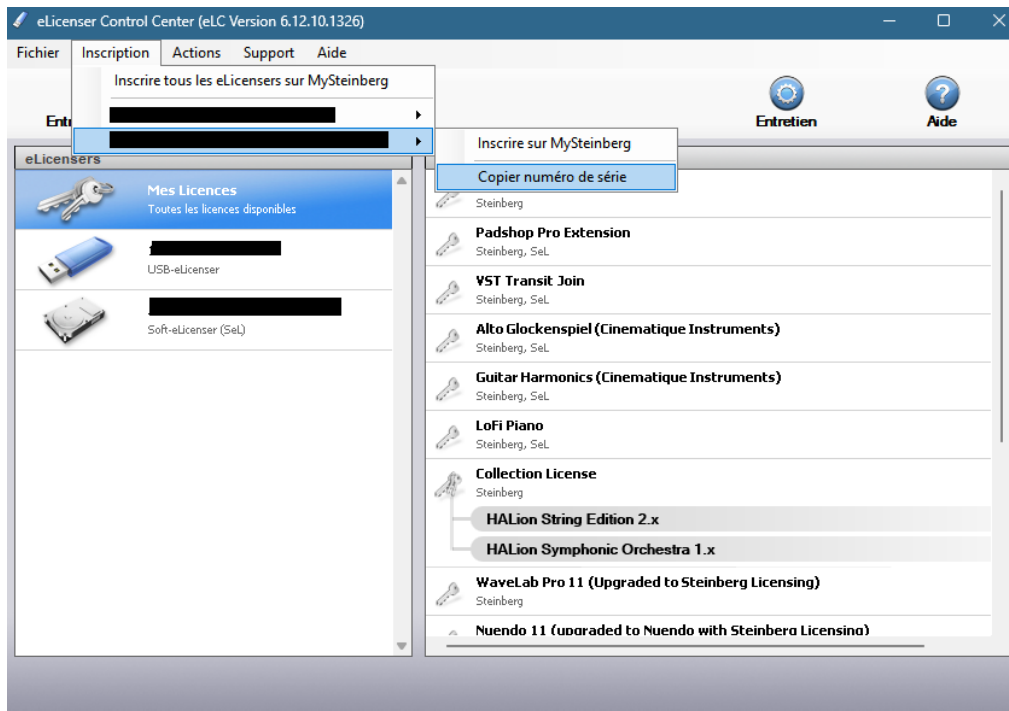 eLicenser Control Center (eLC Version 6.12.10.1326)
Fichier Inscription Actions Support Aide
Inscrire tous les eLicensers sur MySteinberg
Entretien
Aide
Inscrire sur MySteinberg
Copier numéro de série
eLicensers
Mes Licences
Toutes les licences disponibles
USB-eLicenser
Soft-eLicenser (SeL)
Steinberg
Padshop Pro Extension
Steinberg, SeL
VST Transit Join
Steinberg, SeL
Alto Glockenspiel (Cinematique Instruments)
Steinberg, SeL
Guitar Harmonics (Cinematique Instruments)
Steinberg, SeL
LoFi Piano
Steinberg, SeL
Collection License
Steinberg
HALion String Edition 2.x
HALion Symphonic Orchestra 1.x
WaveLab Pro 11 (Upgraded to Steinberg Licensing)
Steinberg
Nuendo 11 (upgraded to Nuendo with Steinberg Licensing)